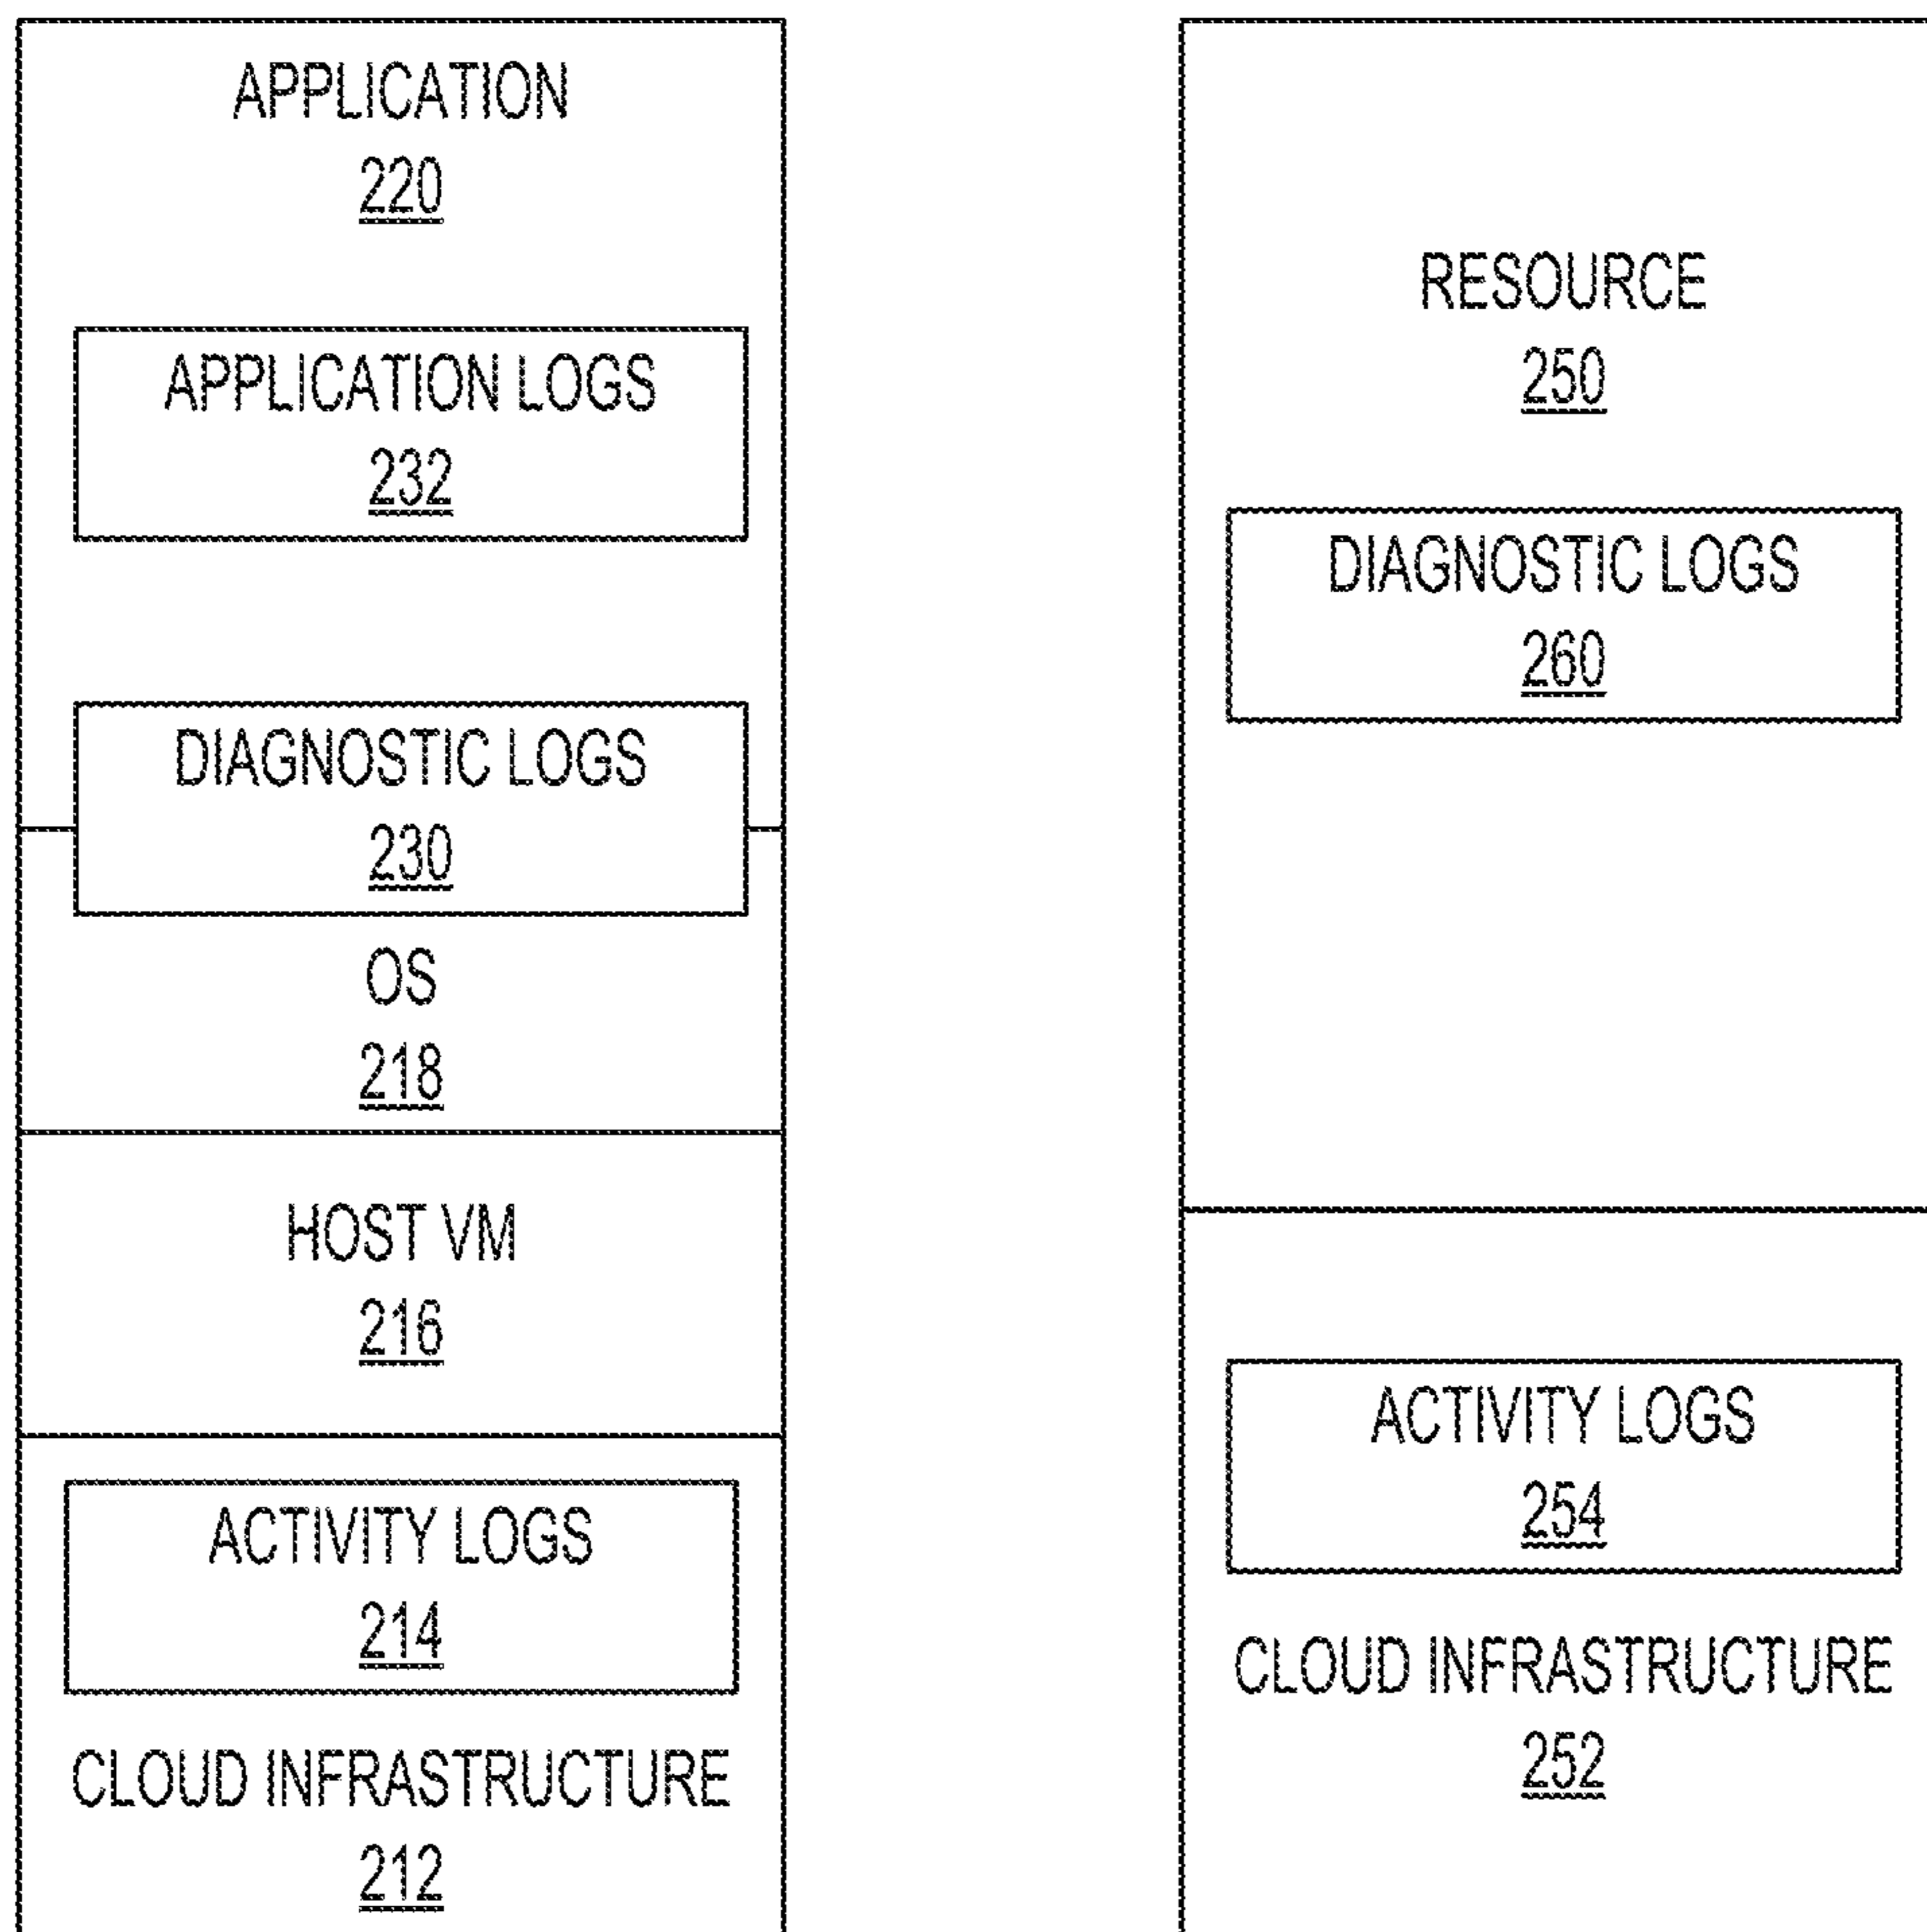 APPLICATION
220
APPLICATION LOGS
232
DIAGNOSTIC LOGS
230
OS
218
HOST VM
216
ACTIVITY LOGS
214
CLOUD INFRASTRUCTURE
212
RESOURCE
250
DIAGNOSTIC LOGS
260
ACTIVITY LOGS
254
CLOUD INFRASTRUCTURE
252